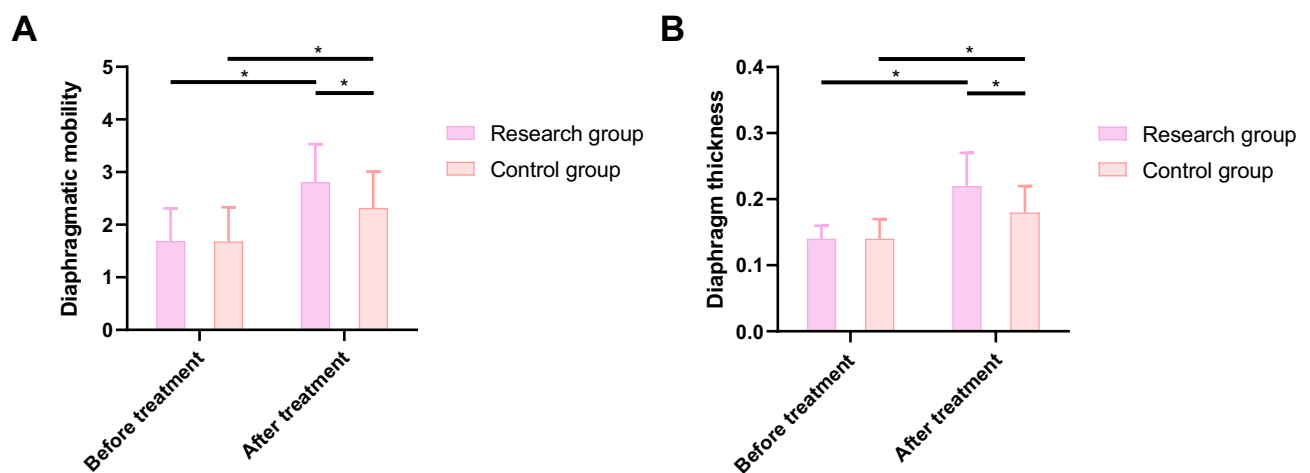 A
Diaphragmatic mobility
5
4
3
2
1
0
*
*
*
Before treatment
After treatment
Research group
Control group
B
Diaphragm thickness
0.4
0.3
0.2
0.1
0.0
*
*
*
Before treatment
After treatment
Research group
Control group